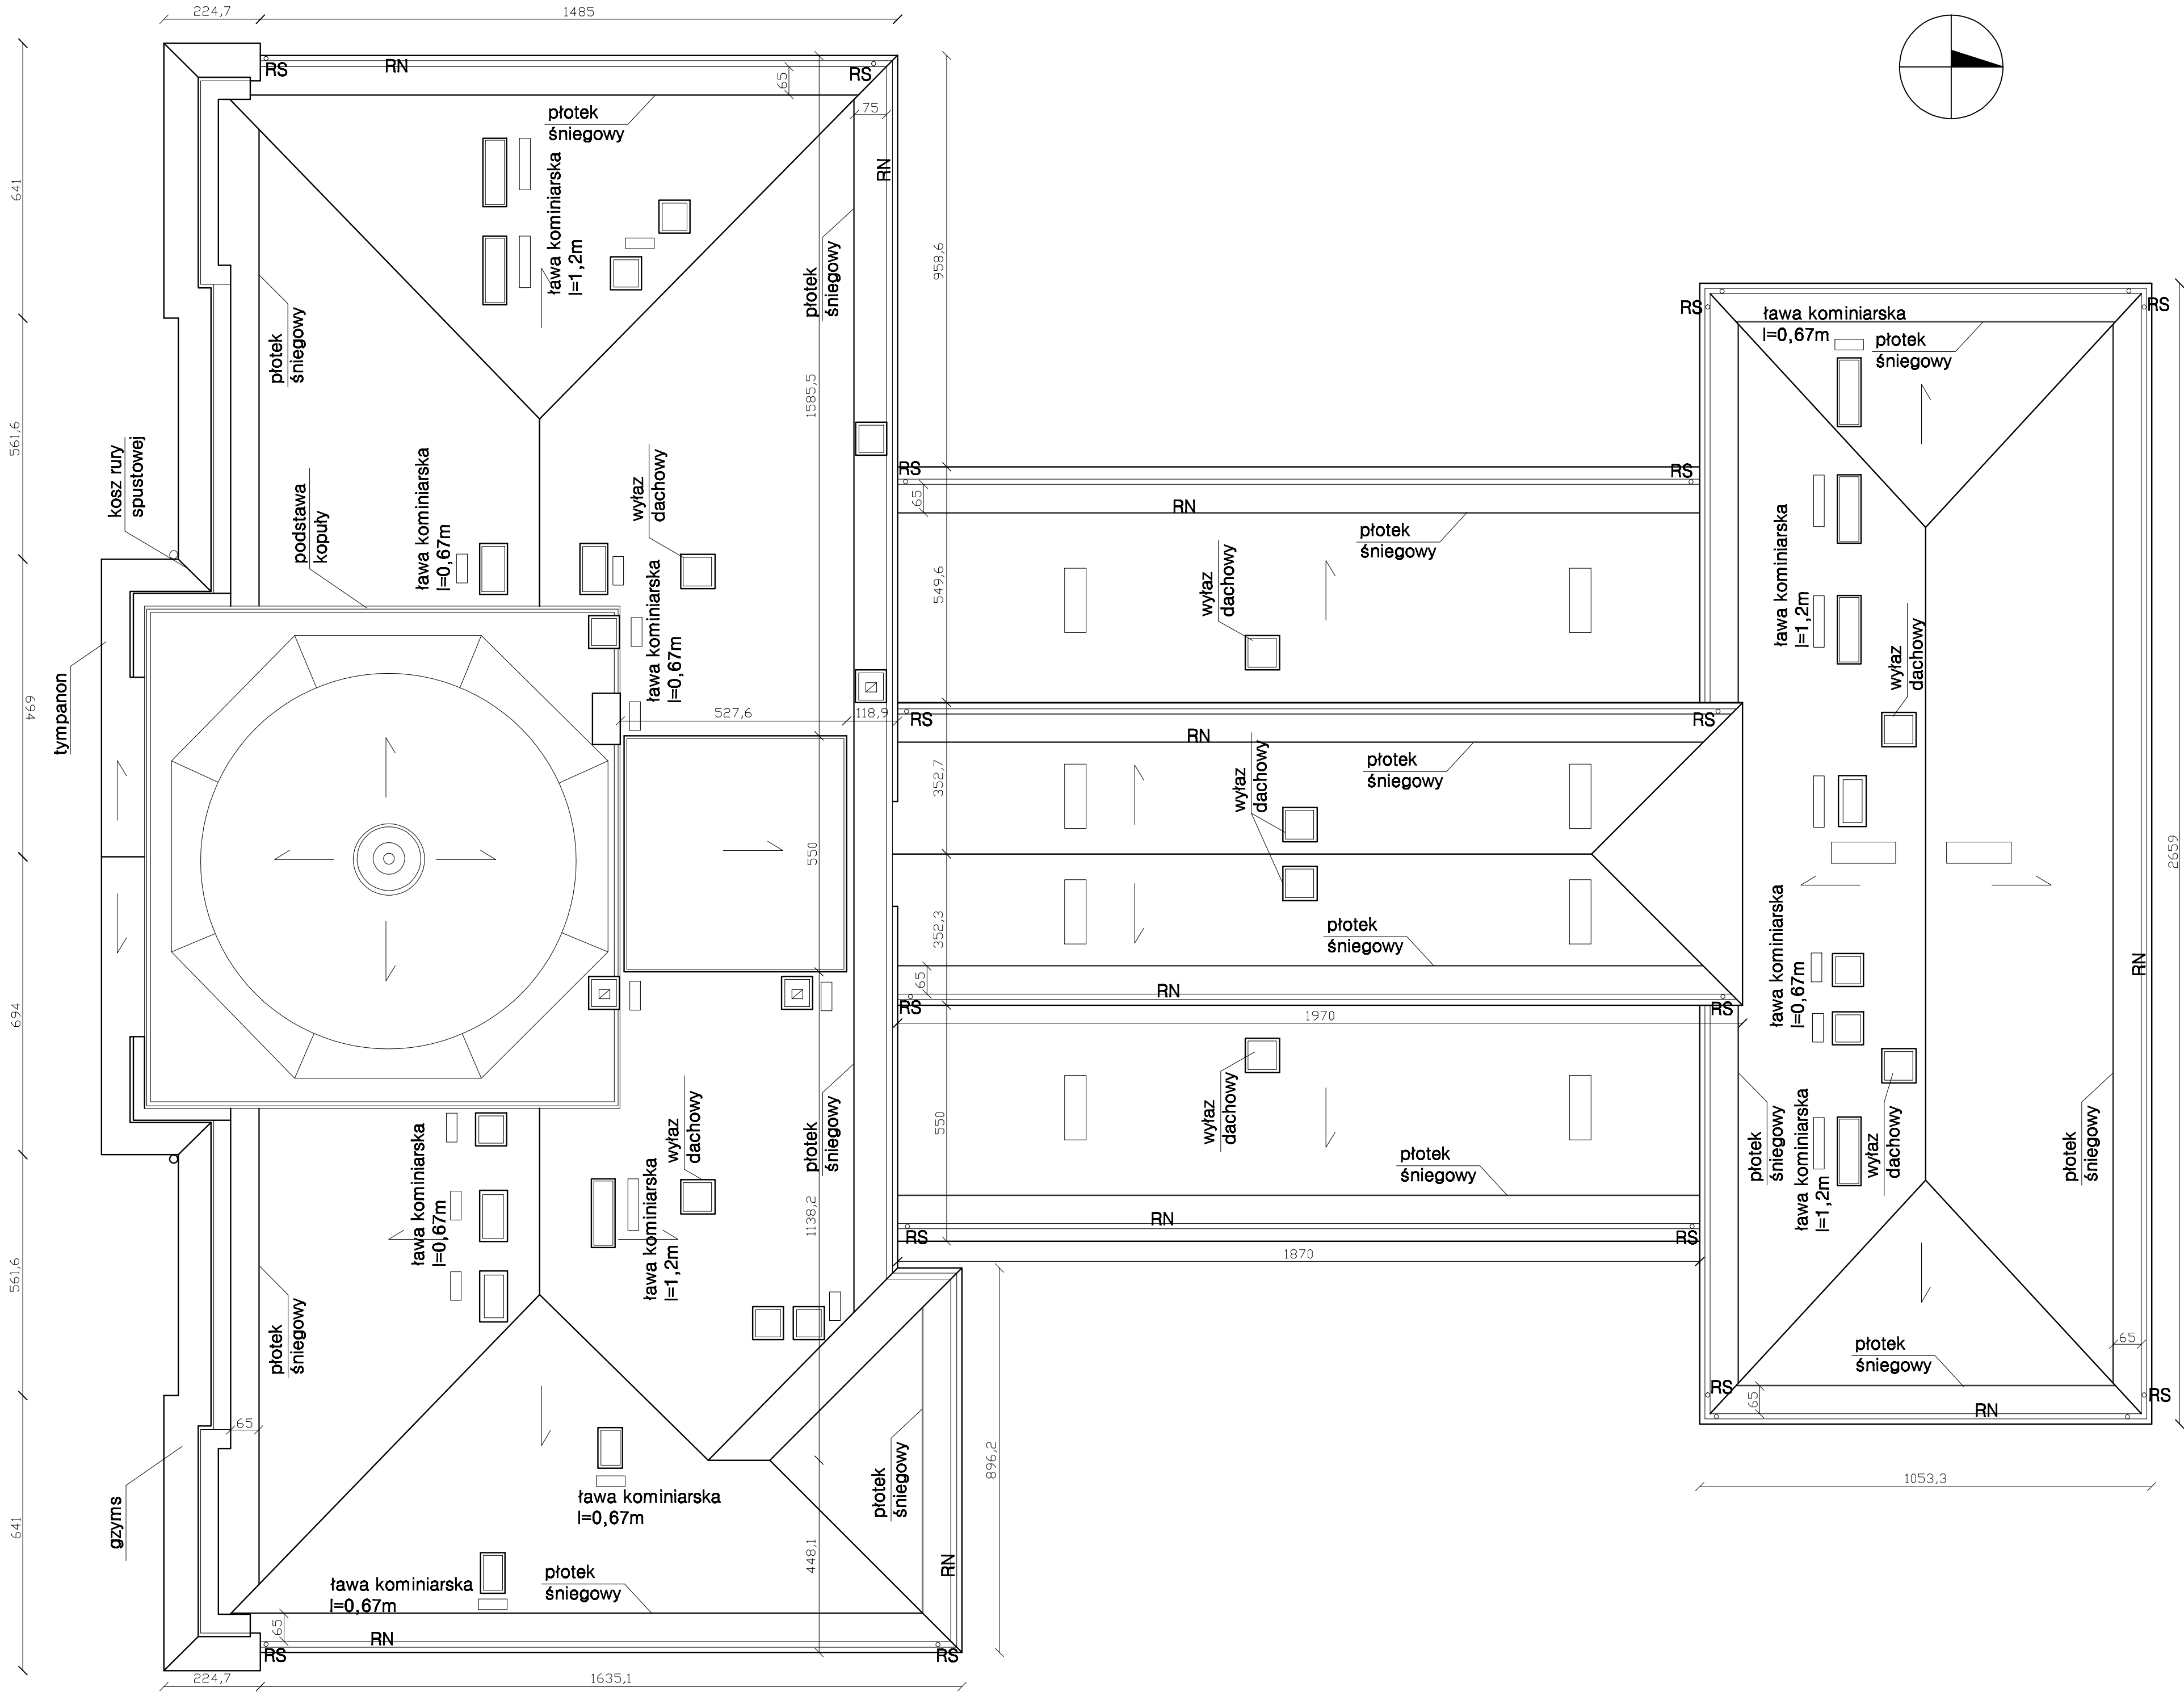 224,7
1485
RS
RN
RS
65
płotek
śniegowy
75
RN
641
ława kominiarska
l=1,2m
płotek
śniegowy
958,6
płotek
śniegowy
1585,5
561,6
kosz rury
spustowej
podstawa
kopuły
ława kominiarska
l=0,67m
wyłaz
dachowy
ława kominiarska
l=0,67m
RS
RS
65
RN
płotek
śniegowy
549,6
wyłaz
dachowy
694
tympanon
527,6
118,9
RS
RS
RN
płotek
śniegowy
wyłaz
dachowy
352,7
550
352,3
płotek
śniegowy
65
RN
RS
RS
1970
694
wyłaz
dachowy
550
płotek
śniegowy
RN
RS
RS
1870
ława kominiarska
l=0,67m
wyłaz
dachowy
ława kominiarska
l=1,2m
płotek
śniegowy
1138,2
561,6
płotek
śniegowy
65
gzyms
641
ława kominiarska
l=0,67m
ława kominiarska
l=0,67m
płotek
śniegowy
płotek
śniegowy
448,1
896,2
RN
65
RN
RS
RS
224,7
1635,1
RS
RS
ława kominiarska
l=0,67m
płotek
śniegowy
ława kominiarska
l=1,2m
wyłaz
dachowy
2659
ława kominiarska
l=0,67m
RN
płotek
śniegowy
ława kominiarska
l=1,2m
wyłaz
dachowy
płotek
śniegowy
płotek
śniegowy
65
RS
65
RN
RS
1053,3